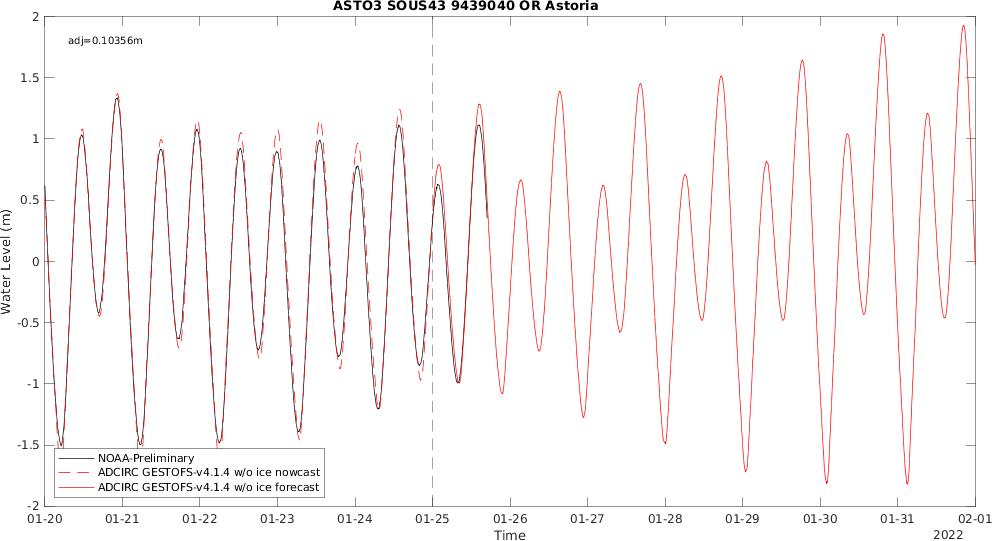 ASTO3 SOUS43 9439040 OR Astoria
adj=0.10356m
Water Level (m)
2
1.5
1
0.5
0
-0.5
-1
-1.5
-2
NOAA-Preliminary
ADCIRC GESTOFS-v4.1.4 w/o ice nowcast
ADCIRC GESTOFS-v4.1.4 w/o ice forecast
01-20 01-21 01-22 01-23 01-24 01-25 01-26 01-27 01-28 01-29 01-30 01-31 02-01
Time
2022